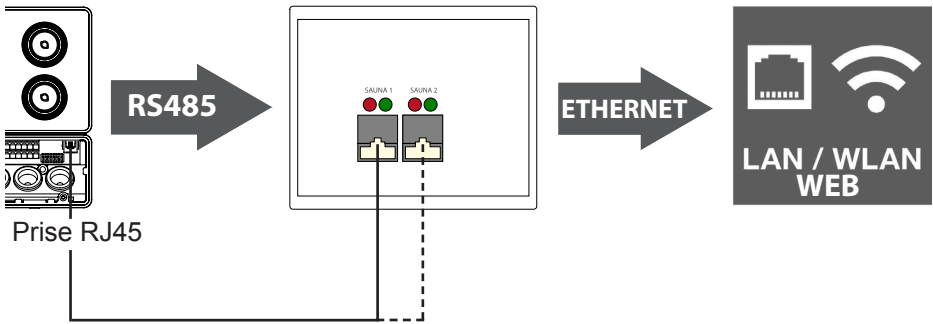 RS485
SAUNA 1 SAUNA 2
ETHERNET
LAN / WLAN
WEB
Prise RJ45